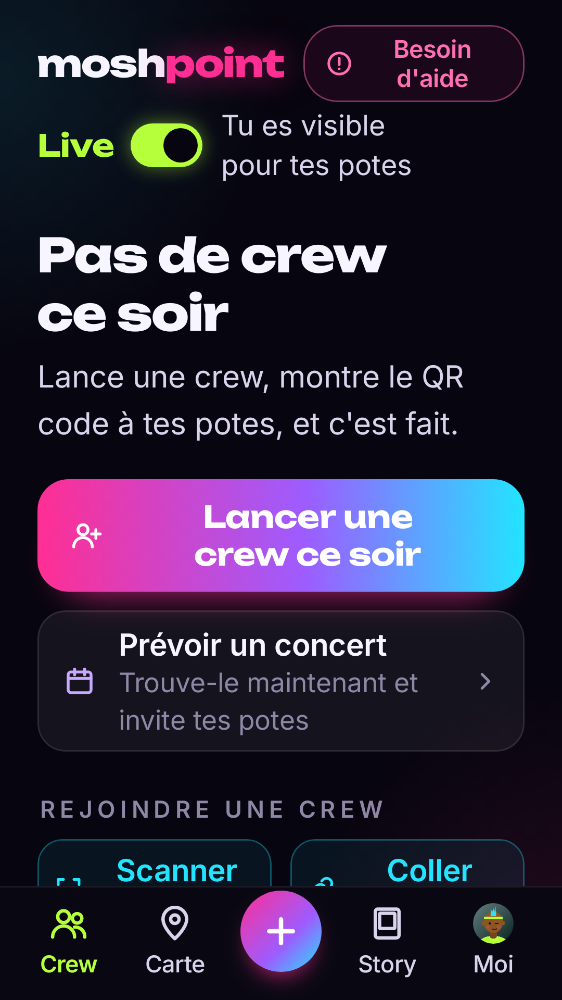 moshpoint
Besoin
d'aide
Live
Tu es visible
pour tes potes
Pas de crew
ce soir
Lance une crew, montre le QR
code à tes potes, et c'est fait.
Lancer une
crew ce soir
Prévoir un concert
Trouve-le maintenant et
invite tes potes
REJOINDRE UNE CREW
Scanner
Coller
Crew
Carte
Story
Moi